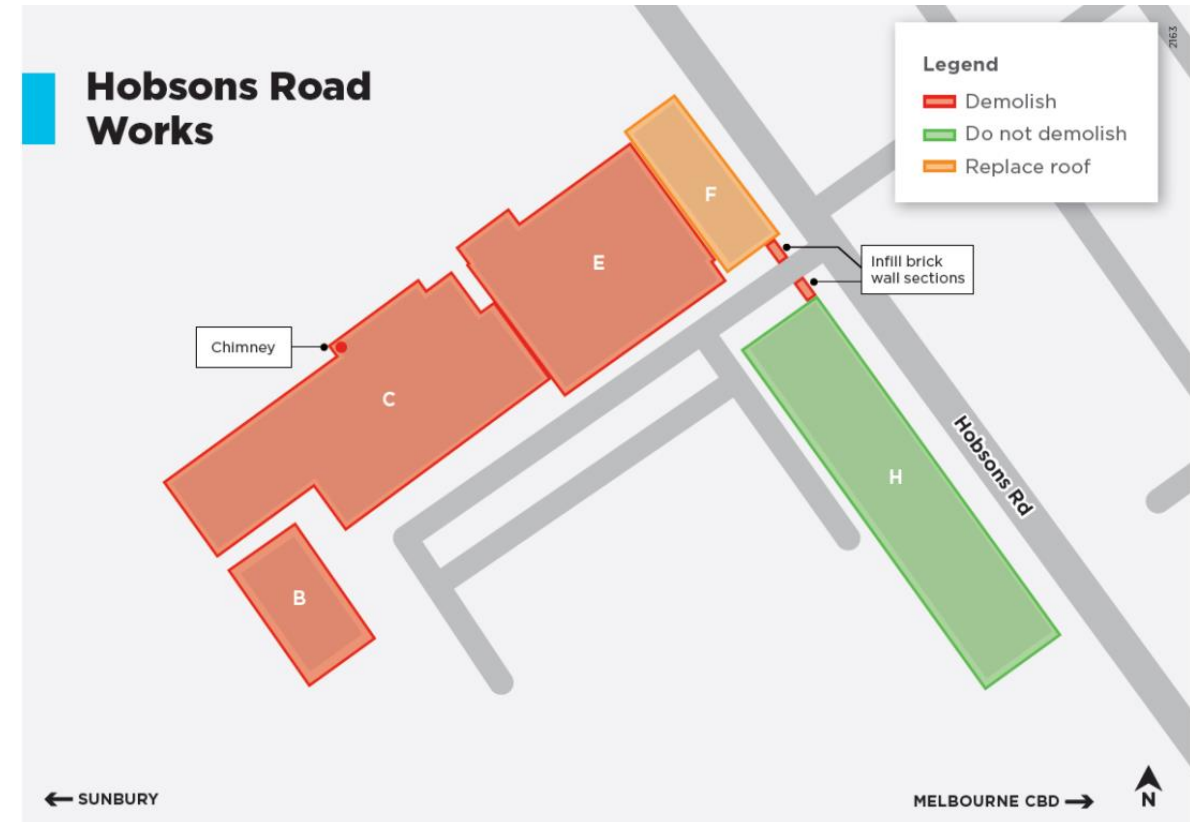 Hobsons Road
Works
2163
Legend
Demolish
Do not demolish
Replace roof
F
E
Infill brick
wall sections
Chimney
C
H
Hobsons Rd
B
← SUNBURY
MELBOURNE CBD →
N